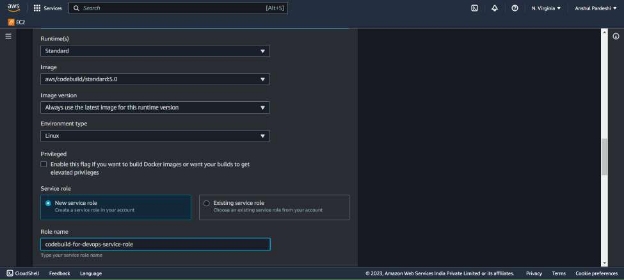 aws
Services
Search
[Alt+S]
N. Virginia
Anshul Pardeshi
EC2
Runtime(s)
Standard
Image
aws/codebuild/standard:5.0
Image version
Always use the latest image for this runtime version
Environment type
Linux
Privileged
Enable this flag if you want to build Docker images or want your builds to get
elevated privileges
Service role
New service role
Create a service role in your account
Existing service role
Choose an existing service role from your account
Role name
codebuild-for-devops-service-role
Type your service role name
CloudShell Feedback Language
© 2023, Amazon Web Services India Private Limited or its affiliates. Privacy Terms Cookie preferences